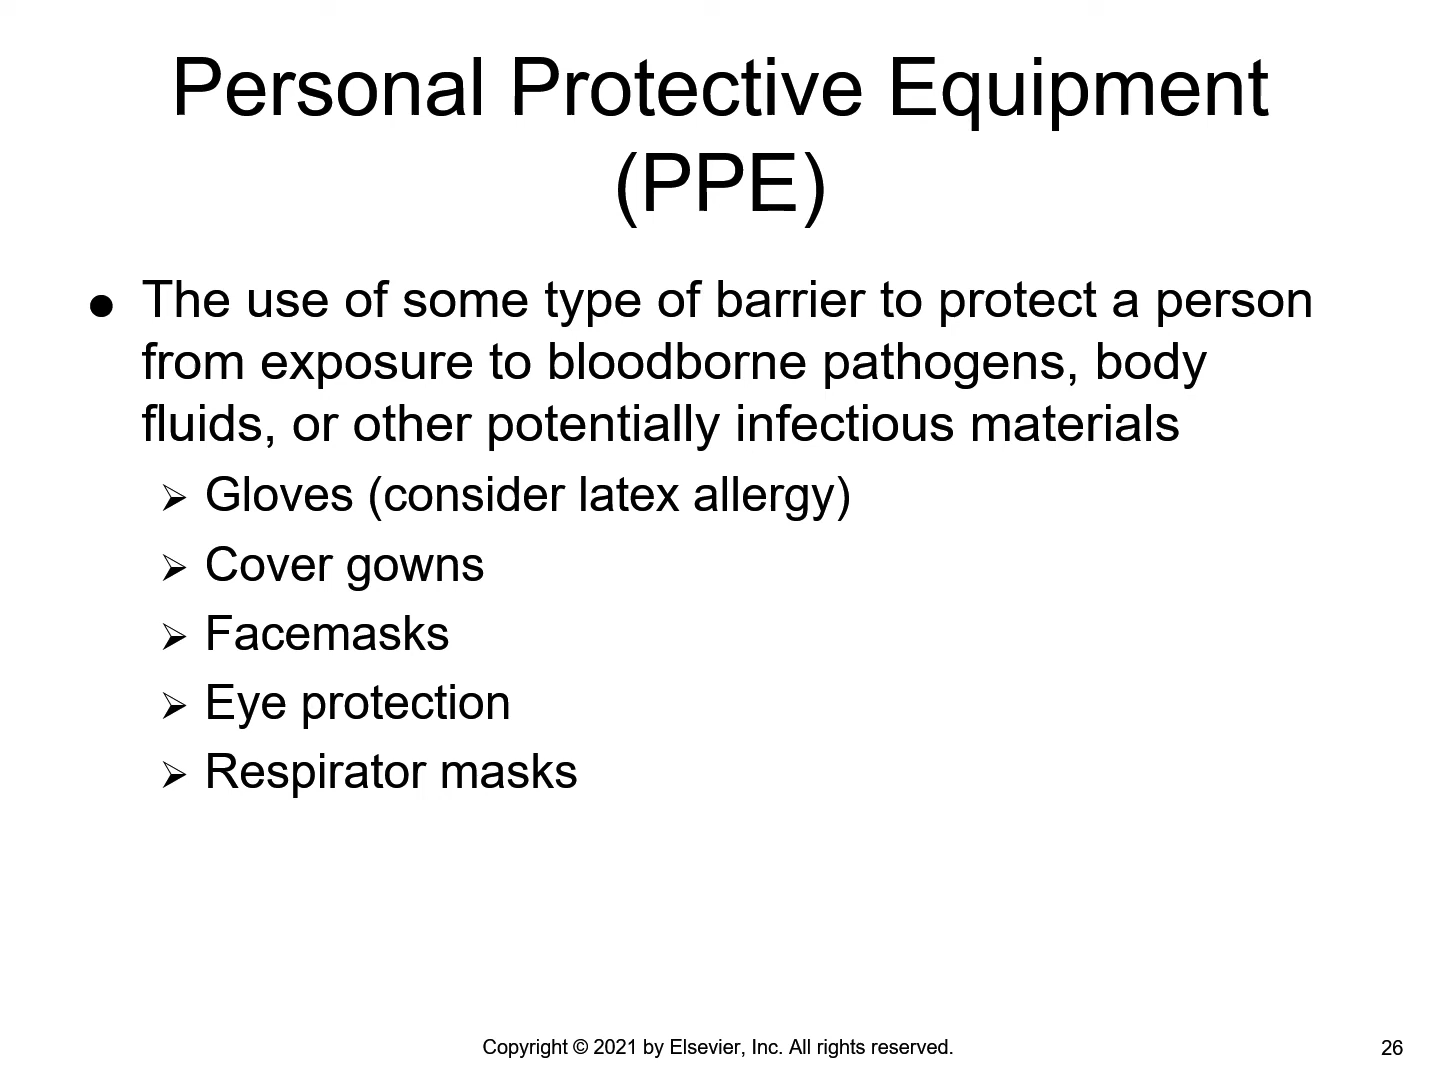 Personal Protective Equipment
(PPE)
● The use of some type of barrier to protect a person
from exposure to bloodborne pathogens, body
fluids, or other potentially infectious materials
➢ Gloves (consider latex allergy)
➢ Cover gowns
➢ Facemasks
➢ Eye protection
➢ Respirator masks
Copyright © 2021 by Elsevier, Inc. All rights reserved.
26